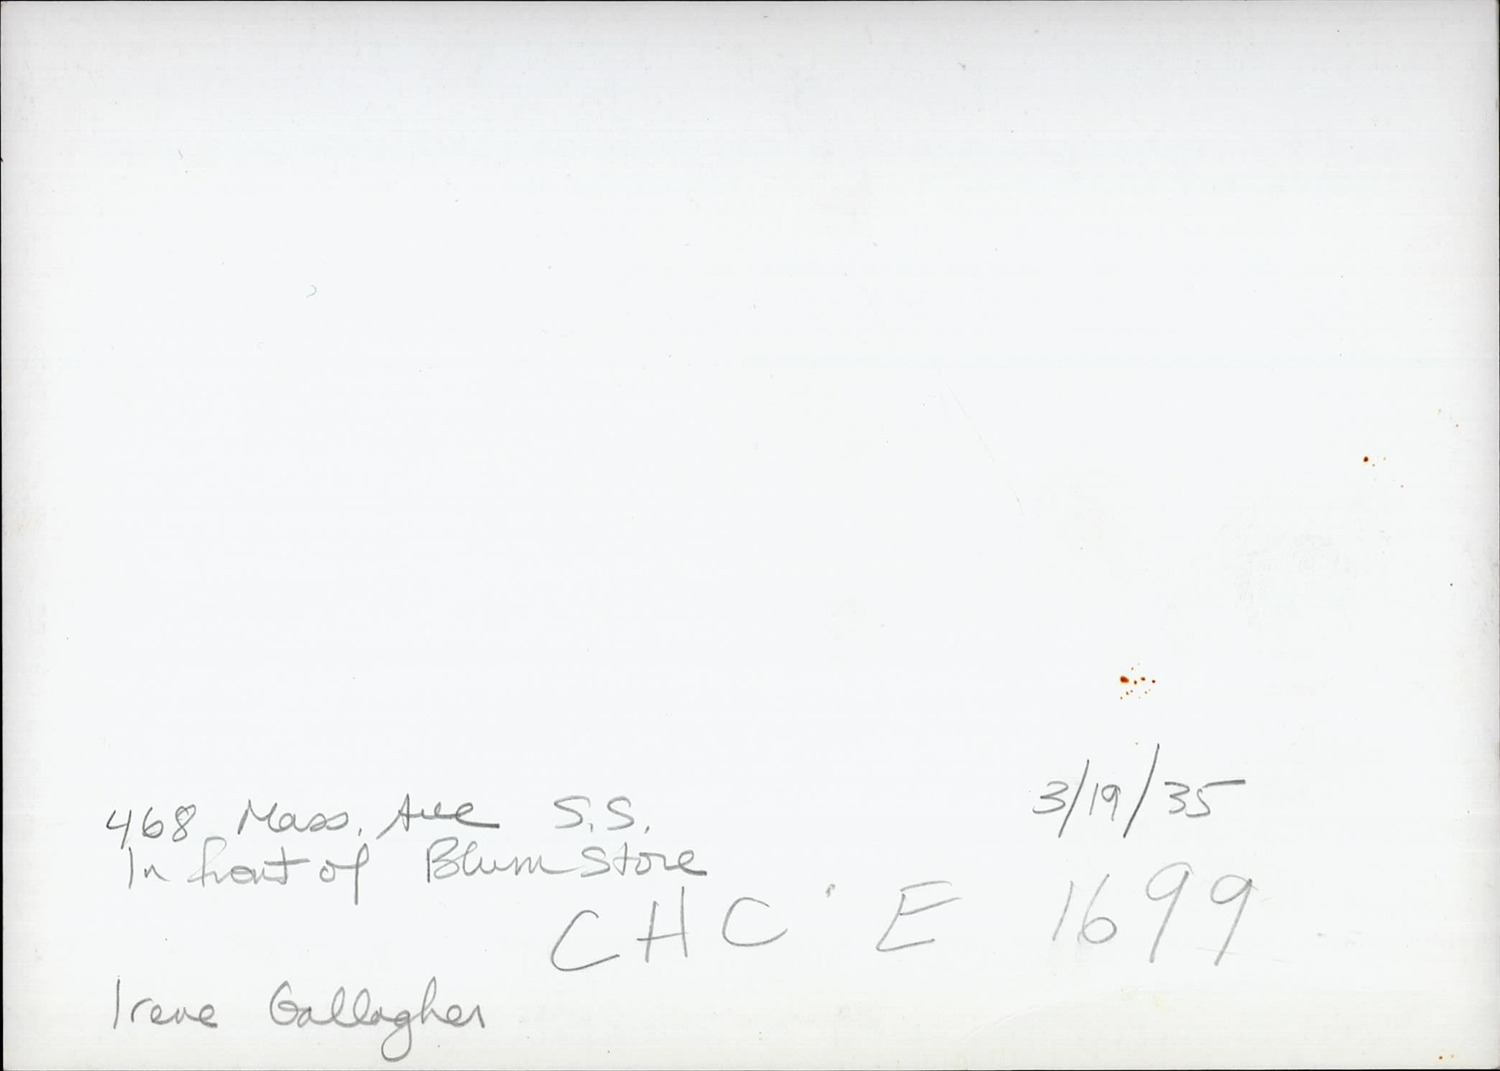 468 Mass. Ave S.S. 3/19/35
In front of Blum Store
CHC E 1699
Irene Gallagher